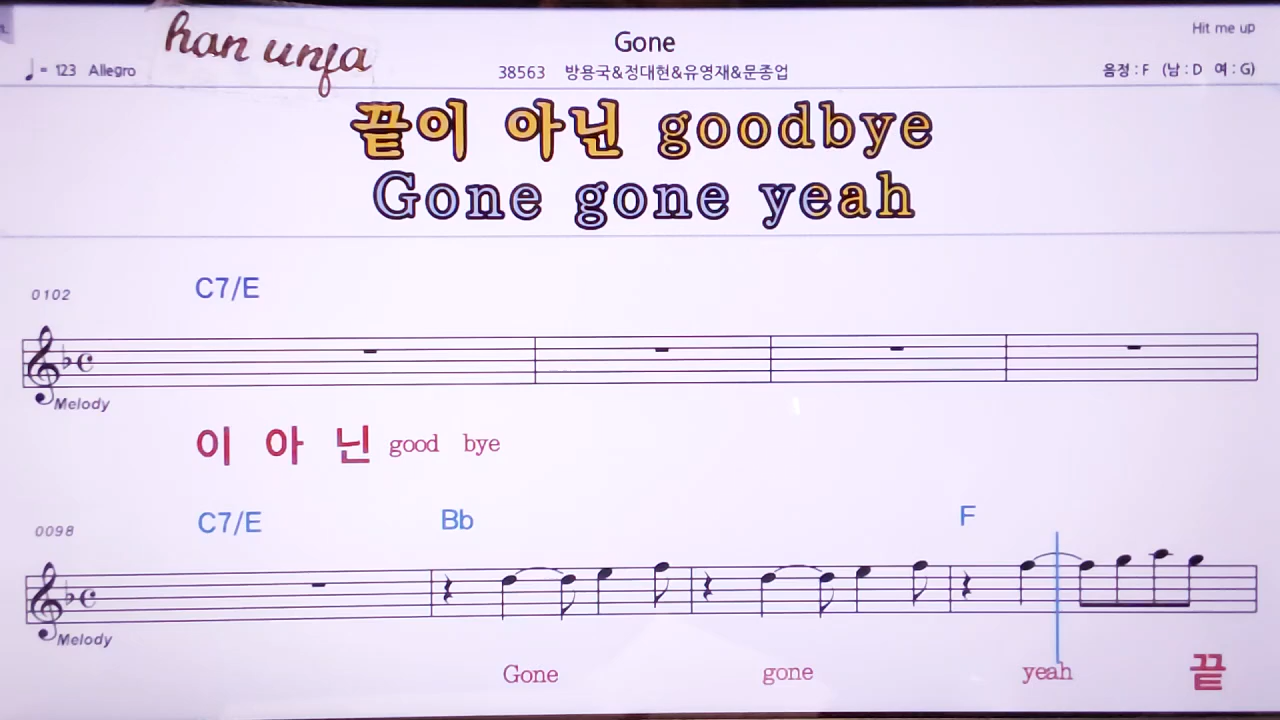 han unfa
Gone
Hit me up
♩ = 123 Allegro
38563 방용국&정대현&유영재&문종업
음정 : F (남 : D 여 : G)
끝이 아닌 goodbye
Gone gone yeah
0102
C7/E
Melody
이 아 닌 good bye
0098
C7/E Bb F
Melody
Gone gone yeah 끝